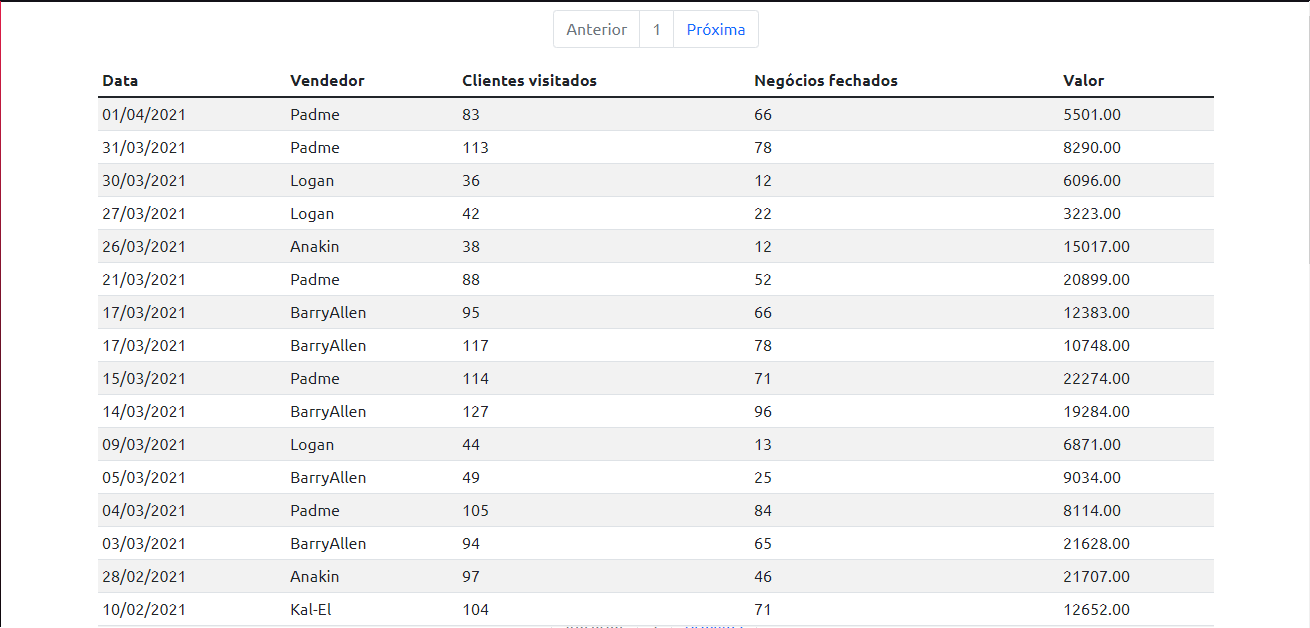 Anterior 1 Próxima
Data Vendedor Clientes visitados Negócios fechados Valor
01/04/2021 Padme 83 66 5501.00
31/03/2021 Padme 113 78 8290.00
30/03/2021 Logan 36 12 6096.00
27/03/2021 Logan 42 22 3223.00
26/03/2021 Anakin 38 12 15017.00
21/03/2021 Padme 88 52 20899.00
17/03/2021 BarryAllen 95 66 12383.00
17/03/2021 BarryAllen 117 78 10748.00
15/03/2021 Padme 114 71 22274.00
14/03/2021 BarryAllen 127 96 19284.00
09/03/2021 Logan 44 13 6871.00
05/03/2021 BarryAllen 49 25 9034.00
04/03/2021 Padme 105 84 8114.00
03/03/2021 BarryAllen 94 65 21628.00
28/02/2021 Anakin 97 46 21707.00
10/02/2021 Kal-El 104 71 12652.00